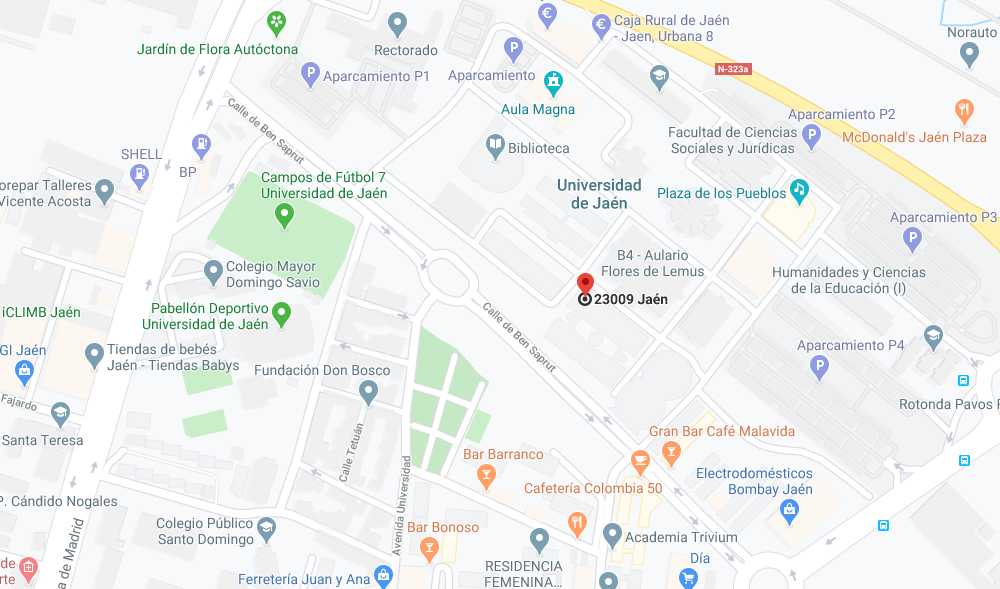 Caja Rural de Jaén
- Jaen, Urbana 8
Norauto
Jardín de Flora Autóctona
Rectorado
N-323a
Aparcamiento P1
Aparcamiento
Aula Magna
Calle de Ben Saprut
Aparcamiento P2
McDonald's Jaén Plaza
Facultad de Ciencias
Sociales y Jurídicas
SHELL
BP
Biblioteca
Campos de Fútbol 7
Universidad de Jaén
Universidad
de Jaén
Plaza de los Pueblos
orepar Talleres
Vicente Acosta
Aparcamiento P3
B4 - Aulario
Flores de Lemus
Colegio Mayor
Domingo Savio
Humanidades y Ciencias
de la Educación (I)
23009 Jaén
iCLIMB Jaén
Pabellón Deportivo
Universidad de Jaén
Calle de Ben Saprut
GI Jaén
Tiendas de bebés
Jaén - Tiendas Babys
Aparcamiento P4
Fundación Don Bosco
Fajardo
Rotonda Pavos R
Santa Teresa
Calle Tetuán
Gran Bar Café Malavida
Bar Barranco
Avenida Universidad
Electrodomésticos
Bombay Jaén
Cafetería Colombia 50
P. Cándido Nogales
a de Madrid
Colegio Público
Santo Domingo
Bar Bonoso
Academia Trivium
Día
RESIDENCIA
FEMENINA...
de
rte
Ferretería Juan y Ana